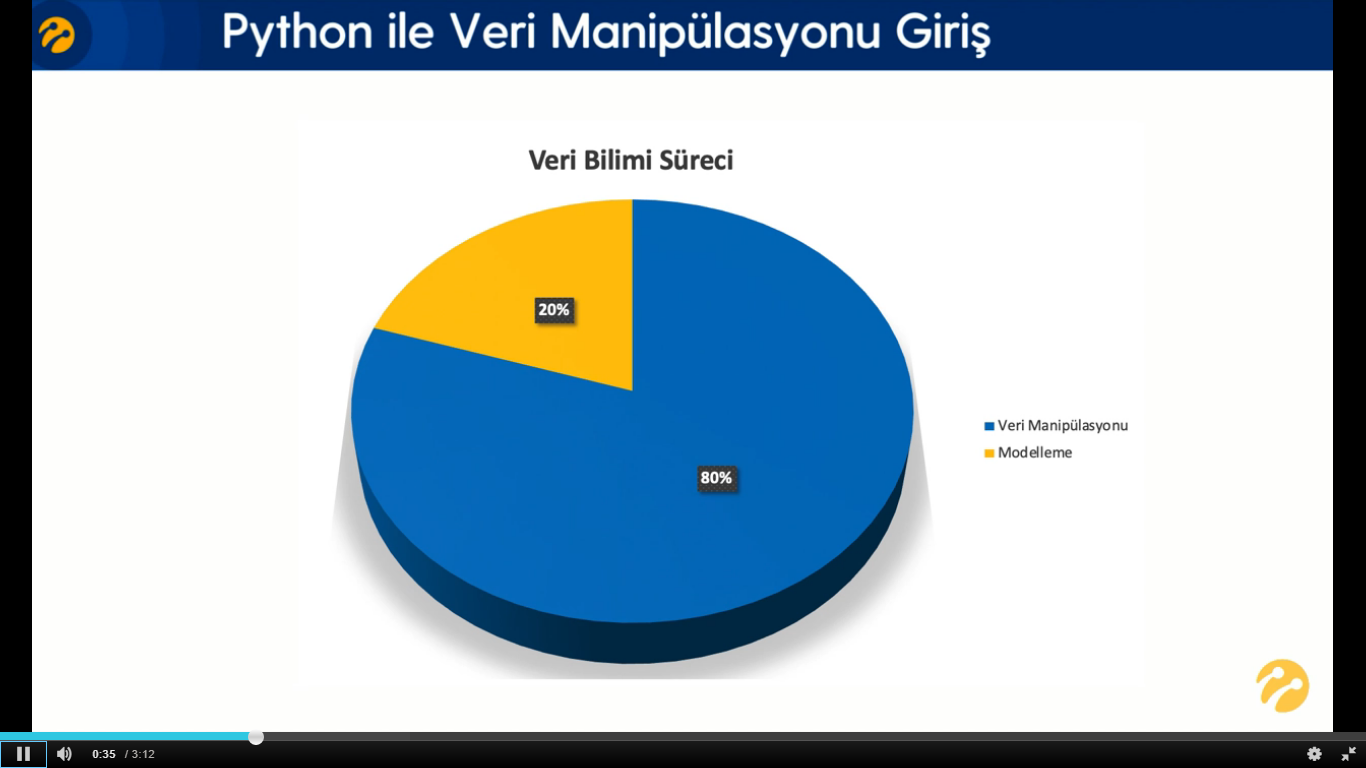 Python ile Veri Manipülasyonu Giriş
Veri Bilimi Süreci
20%
80%
Veri Manipülasyonu
Modelleme
0:35 / 3:12